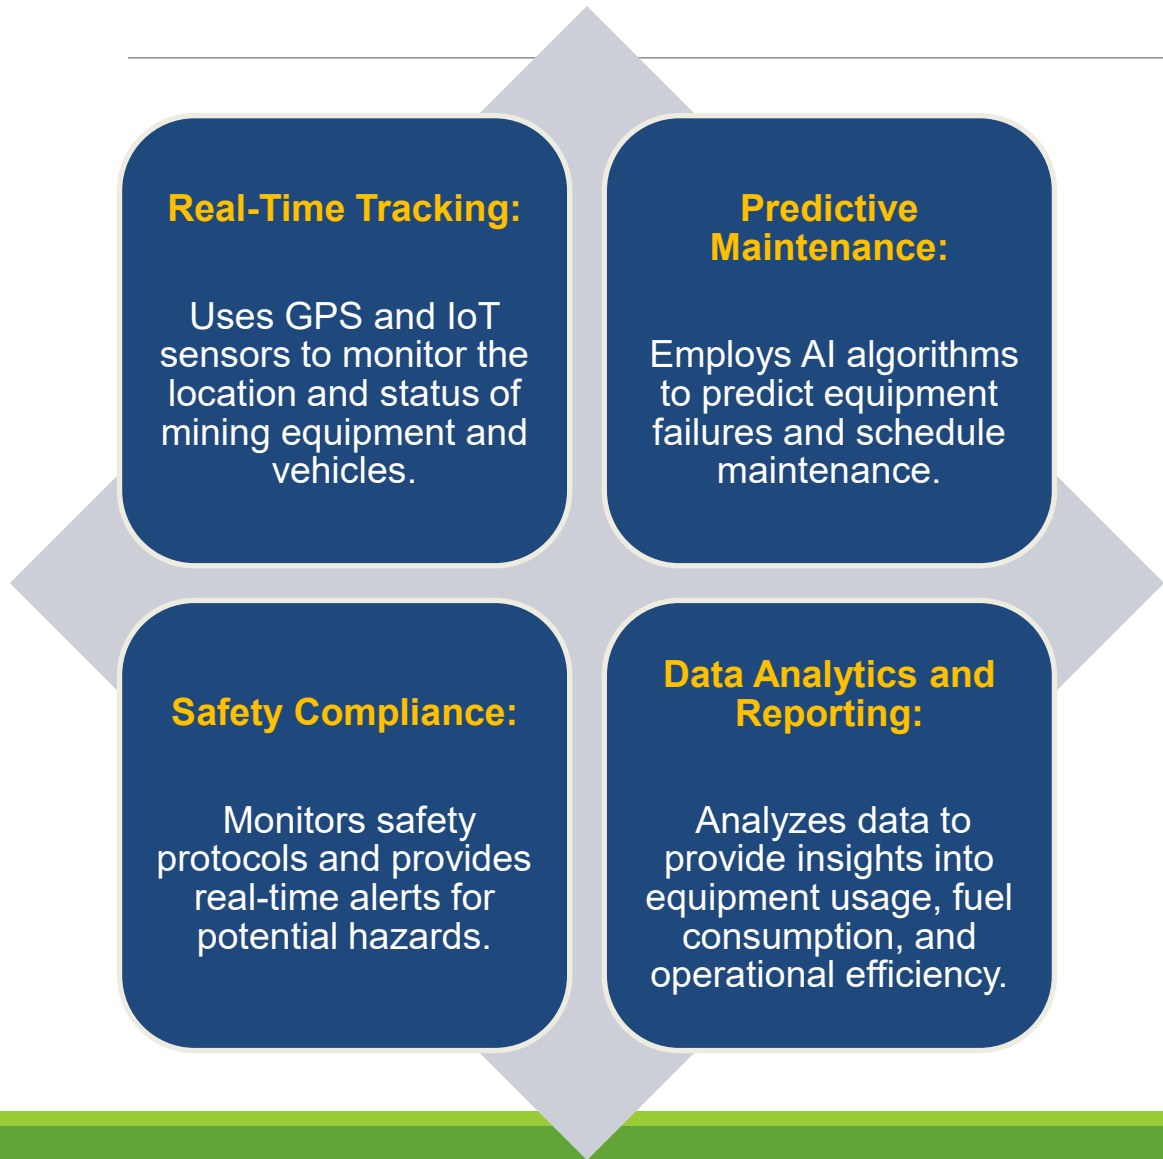 Real-Time Tracking:
Uses GPS and IoT
sensors to monitor the
location and status of
mining equipment and
vehicles.
Predictive
Maintenance:
Employs AI algorithms
to predict equipment
failures and schedule
maintenance.
Safety Compliance:
Monitors safety
protocols and provides
real-time alerts for
potential hazards.
Data Analytics and
Reporting:
Analyzes data to
provide insights into
equipment usage, fuel
consumption, and
operational efficiency.